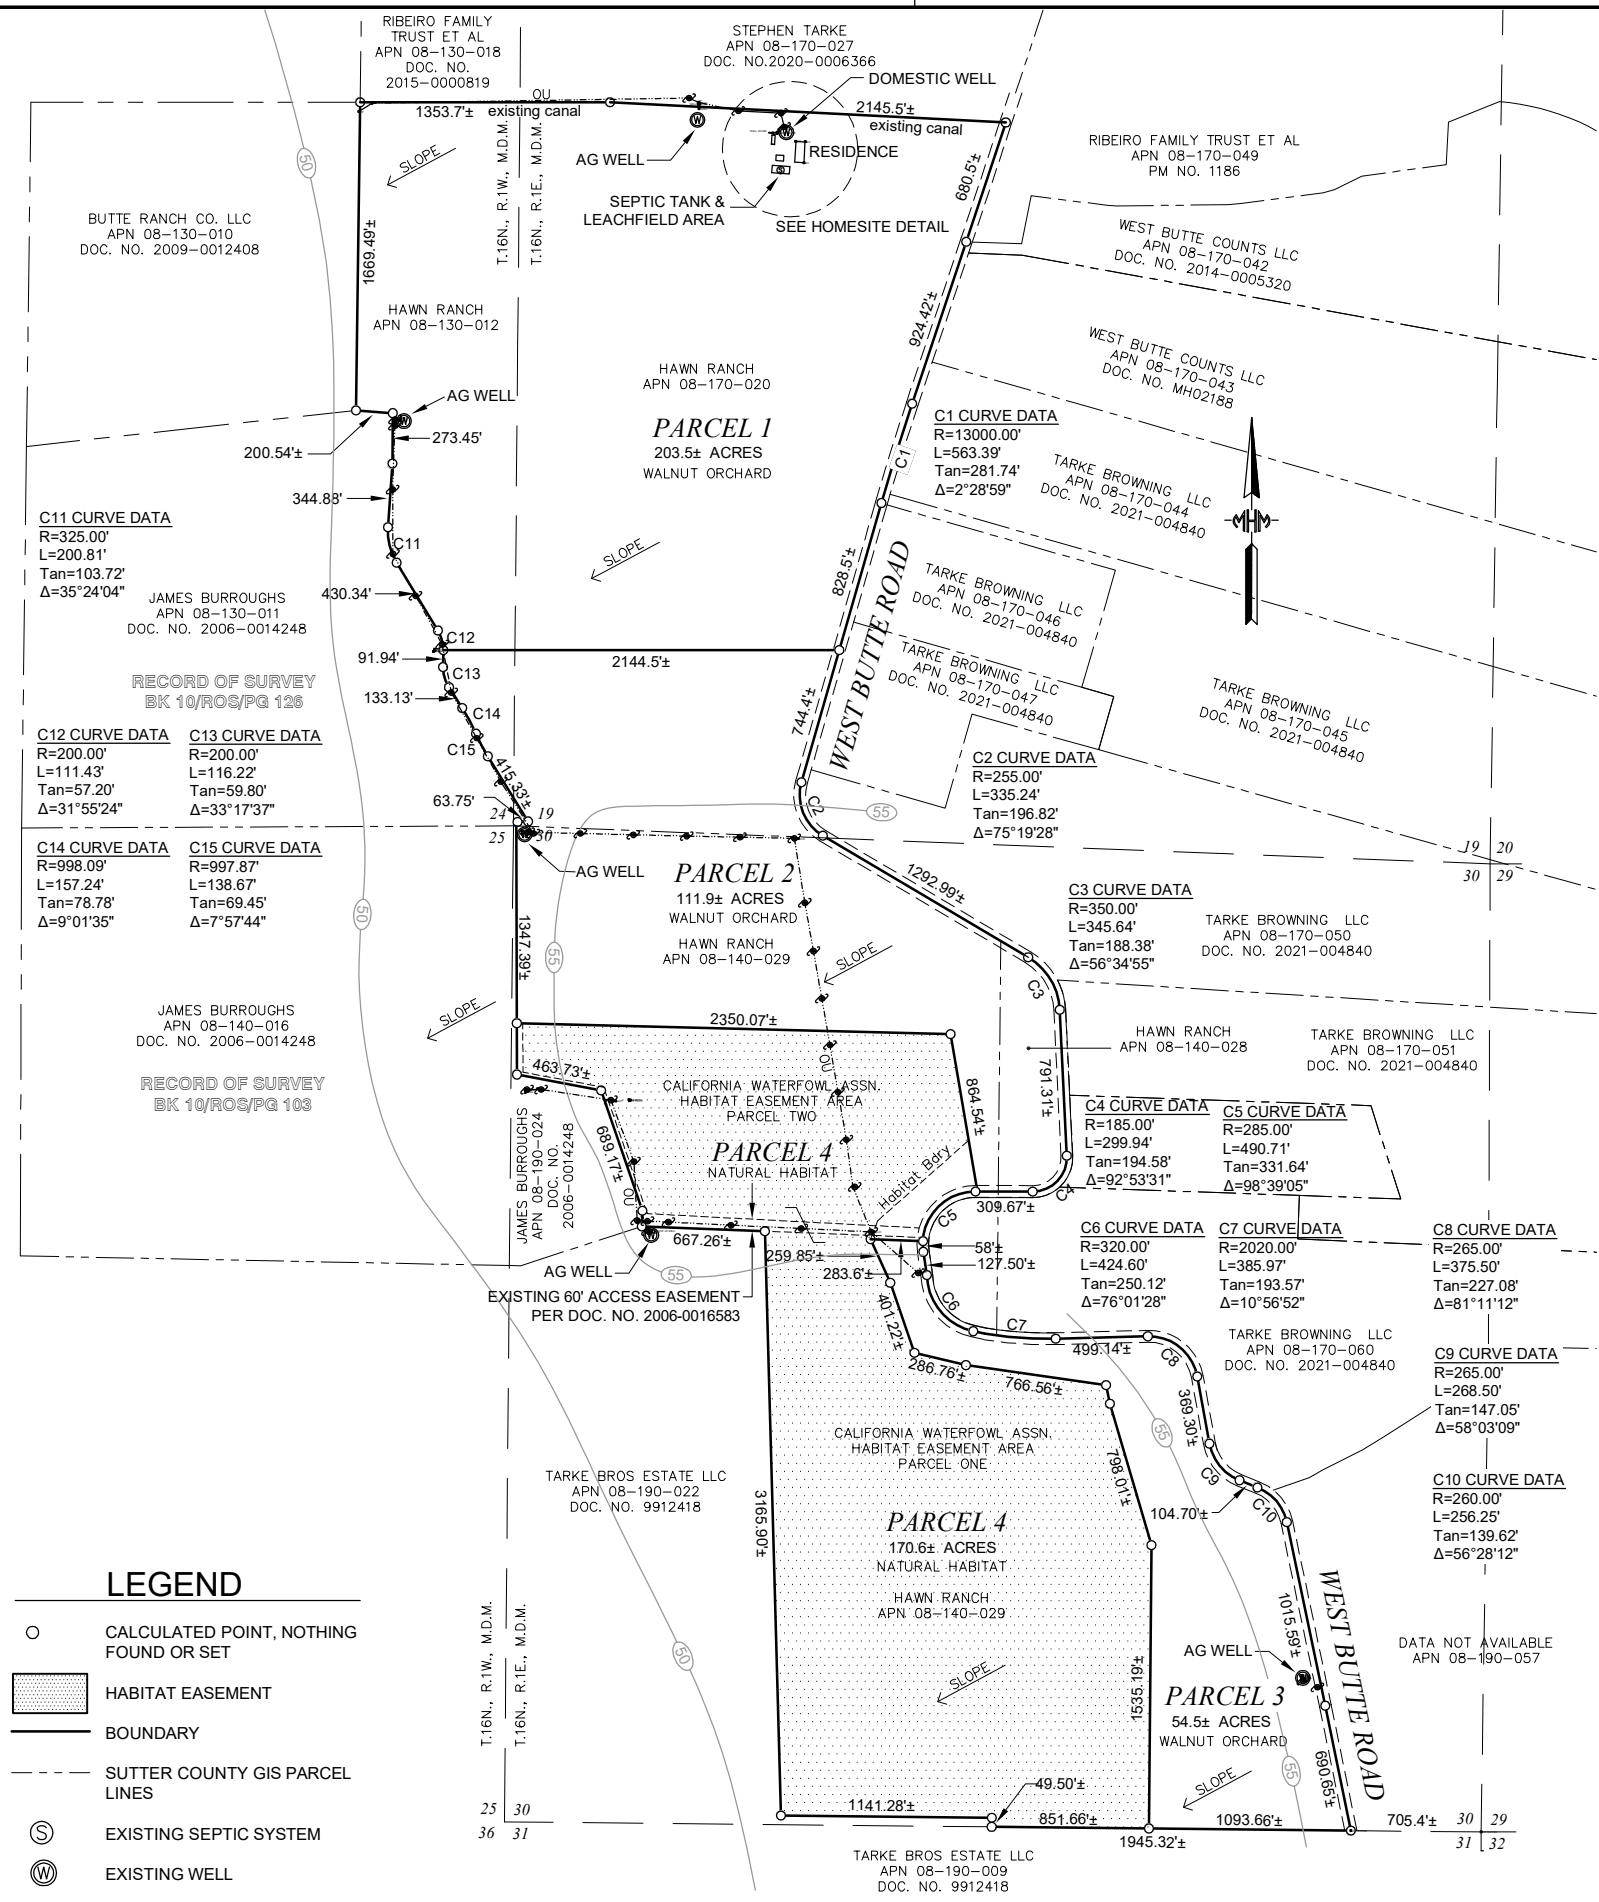 RIBEIRO FAMILY
TRUST ET AL
APN 08-130-018
DOC. NO.
2015-0000819
STEPHEN TARKE
APN 08-170-027
DOC. NO.2020-0006366
DOMESTIC WELL
1353.7'±
OU
existing canal
2145.5'±
existing canal
AG WELL
RESIDENCE
SEPTIC TANK &
LEACHFIELD AREA
SEE HOMESITE DETAIL
SLOPE
T.16N., R.1W., M.D.M.
T.16N., R.1E., M.D.M.
50
680.5'±
RIBEIRO FAMILY TRUST ET AL
APN 08-170-049
PM NO. 1186
BUTTE RANCH CO. LLC
APN 08-130-010
DOC. NO. 2009-0012408
1669.49'±
WEST BUTTE COUNTS LLC
APN 08-170-042
DOC. NO. 2014-0005320
HAWN RANCH
APN 08-130-012
924.42'±
WEST BUTTE COUNTS LLC
APN 08-170-043
DOC. NO. MH02188
HAWN RANCH
APN 08-170-020
PARCEL 1
203.5± ACRES
WALNUT ORCHARD
AG WELL
200.54'±
273.45'
344.88'
C1
C1 CURVE DATA
R=13000.00'
L=563.39'
Tan=281.74'
Δ=2°28'59"
TARKE BROWNING LLC
APN 08-170-044
DOC. NO. 2021-004840
MHM
C11 CURVE DATA
R=325.00'
L=200.81'
Tan=103.72'
Δ=35°24'04"
C11
SLOPE
828.5'±
WEST BUTTE ROAD
TARKE BROWNING LLC
APN 08-170-046
DOC. NO. 2021-004840
JAMES BURROUGHS
APN 08-130-011
DOC. NO. 2006-0014248
430.34'
C12
91.94'
2144.5'±
C13
133.13'
C14
C15
TARKE BROWNING LLC
APN 08-170-047
DOC. NO. 2021-004840
TARKE BROWNING LLC
APN 08-170-045
DOC. NO. 2021-004840
RECORD OF SURVEY
BK 10/ROS/PG 126
744.4'±
C12 CURVE DATA
R=200.00'
L=111.43'
Tan=57.20'
Δ=31°55'24"
C13 CURVE DATA
R=200.00'
L=116.22'
Tan=59.80'
Δ=33°17'37"
C2 CURVE DATA
R=255.00'
L=335.24'
Tan=196.82'
Δ=75°19'28"
415.33'±
63.75'
C2
55
24
19
25
30
19
20
30
29
C14 CURVE DATA
R=998.09'
L=157.24'
Tan=78.78'
Δ=9°01'35"
C15 CURVE DATA
R=997.87'
L=138.67'
Tan=69.45'
Δ=7°57'44"
50
AG WELL
PARCEL 2
111.9± ACRES
WALNUT ORCHARD
HAWN RANCH
APN 08-140-029
1292.99'±
C3 CURVE DATA
R=350.00'
L=345.64'
Tan=188.38'
Δ=56°34'55"
TARKE BROWNING LLC
APN 08-170-050
DOC. NO. 2021-004840
1347.39'±
55
SLOPE
C3
JAMES BURROUGHS
APN 08-140-016
DOC. NO. 2006-0014248
SLOPE
2350.07'±
HAWN RANCH
APN 08-140-028
TARKE BROWNING LLC
APN 08-170-051
DOC. NO. 2021-004840
463.73'±
OU
791.31'±
RECORD OF SURVEY
BK 10/ROS/PG 103
CALIFORNIA WATERFOWL ASSN.
HABITAT EASEMENT AREA
PARCEL TWO
864.54'±
C4 CURVE DATA
R=185.00'
L=299.94'
Tan=194.58'
Δ=92°53'31"
C5 CURVE DATA
R=285.00'
L=490.71'
Tan=331.64'
Δ=98°39'05"
JAMES BURROUGHS
APN 08-190-024
DOC. NO.
2006-0014248
689.17'±
PARCEL 4
NATURAL HABITAT
Habitat Bdry
OU
C4
309.67'±
C5
667.26'±
259.85'±
283.6'±
58'±
127.50'±
C6 CURVE DATA
R=320.00'
L=424.60'
Tan=250.12'
Δ=76°01'28"
C7 CURVE DATA
R=2020.00'
L=385.97'
Tan=193.57'
Δ=10°56'52"
C8 CURVE DATA
R=265.00'
L=375.50'
Tan=227.08'
Δ=81°11'12"
AG WELL
55
EXISTING 60' ACCESS EASEMENT
PER DOC. NO. 2006-0016583
401.22'±
C6
C7
499.14'±
C8
TARKE BROWNING LLC
APN 08-170-060
DOC. NO. 2021-004840
C9 CURVE DATA
R=265.00'
L=268.50'
Tan=147.05'
Δ=58°03'09"
286.76'±
766.56'±
369.30'±
CALIFORNIA WATERFOWL ASSN.
HABITAT EASEMENT AREA
PARCEL ONE
55
798.01'±
C9
TARKE BROS ESTATE LLC
APN 08-190-022
DOC. NO. 9912418
3165.90'±
104.70'±
C10
C10 CURVE DATA
R=260.00'
L=256.25'
Tan=139.62'
Δ=56°28'12"
PARCEL 4
170.6± ACRES
NATURAL HABITAT
HAWN RANCH
APN 08-140-029
LEGEND
CALCULATED POINT, NOTHING
FOUND OR SET
HABITAT EASEMENT
BOUNDARY
SUTTER COUNTY GIS PARCEL
LINES
S
EXISTING SEPTIC SYSTEM
W
EXISTING WELL
T.16N., R.1W., M.D.M.
T.16N., R.1E., M.D.M.
50
SLOPE
1535.19'±
AG WELL
1015.59'±
WEST BUTTE ROAD
DATA NOT AVAILABLE
APN 08-190-057
PARCEL 3
54.5± ACRES
WALNUT ORCHARD
SLOPE
55
690.65'±
25
30
36
31
1141.28'±
49.50'±
851.66'±
1093.66'±
1945.32'±
705.4'±
30
29
31
32
TARKE BROS ESTATE LLC
APN 08-190-009
DOC. NO. 9912418